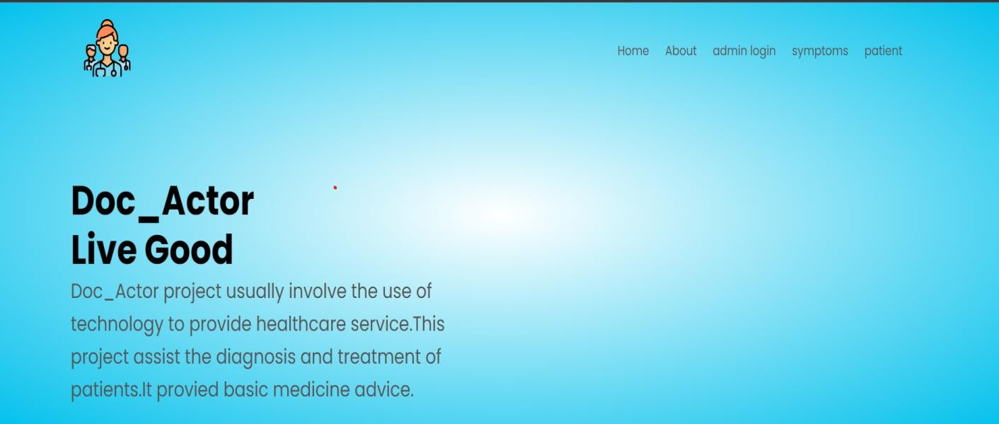 Home About admin login symptoms patient
Doc_Actor
Live Good
Doc_Actor project usually involve the use of
technology to provide healthcare service.This
project assist the diagnosis and treatment of
patients.It provied basic medicine advice.